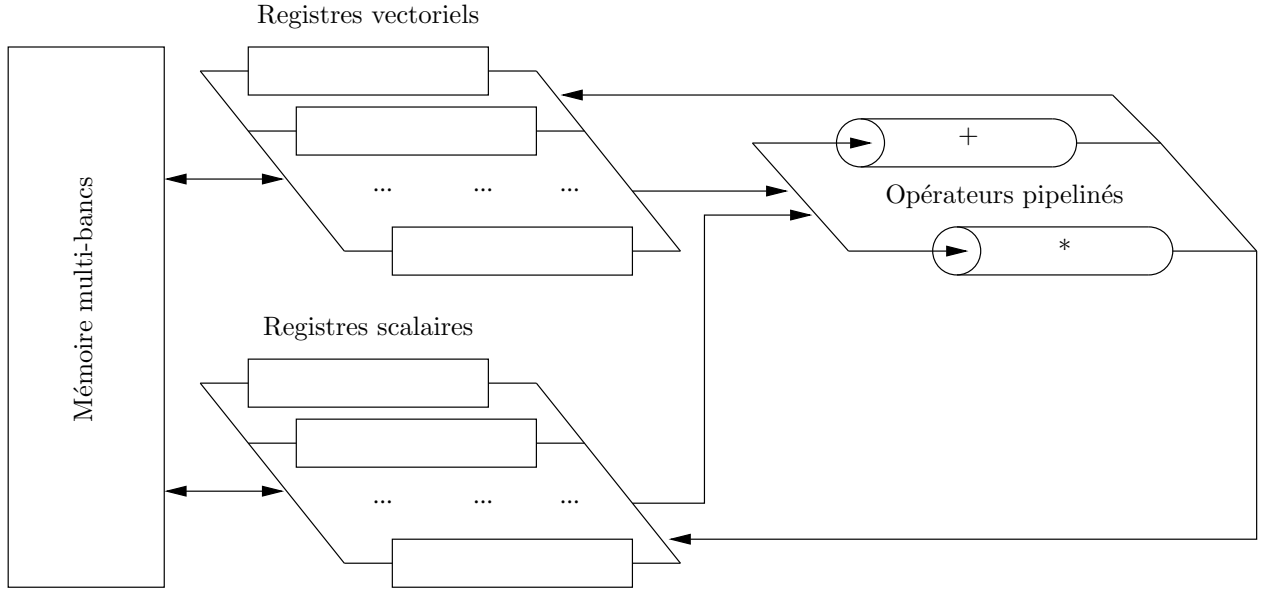 Registres vectoriels
Mémoire multi-bancs
... ... ...
+
Opérateurs pipelinés
*
Registres scalaires
... ... ...